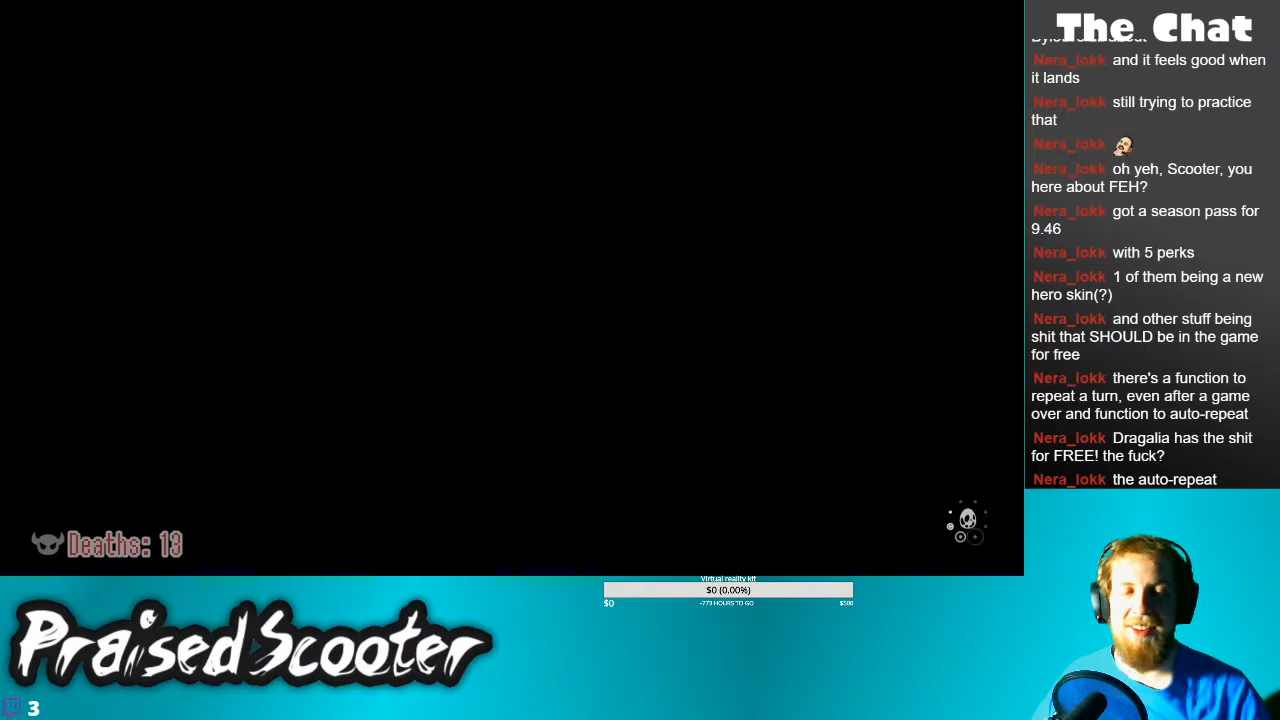 The Chat
Nera_lokk and it feels good when
it lands
Nera_lokk still trying to practice
that
Nera_lokk
Nera_lokk oh yeh, Scooter, you
here about FEH?
Nera_lokk got a season pass for
9.46
Nera_lokk with 5 perks
Nera_lokk 1 of them being a new
hero skin(?)
Nera_lokk and other stuff being
shit that SHOULD be in the game
for free
Nera_lokk there's a function to
repeat a turn, even after a game
over and function to auto-repeat
Nera_lokk Dragalia has the shit
for FREE! the fuck?
Nera_lokk the auto-repeat
Deaths: 13
Virtual reality kit
$0 (0.00%)
$0 -773 HOURS TO GO $500
PraisedScooter
3